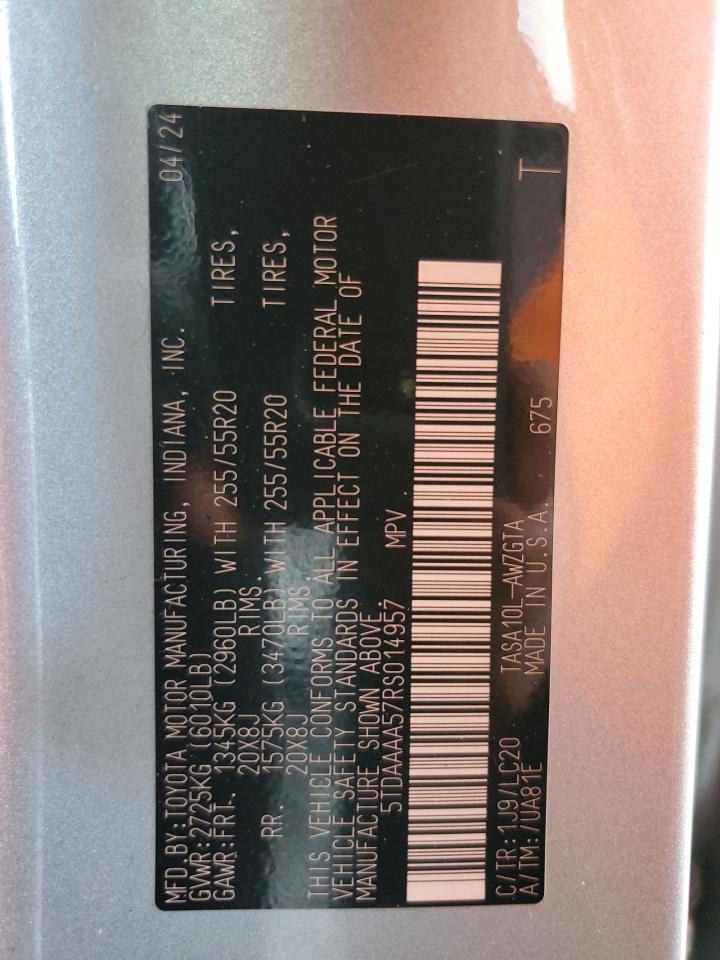 MFD.BY:TOYOTA MOTOR MANUFACTURING, INDIANA, INC. 04/24
GVWR:2725KG (6010LB)
GAWR:FRT. 1345KG (2960LB) WITH 255/55R20 TIRES,
20X8J RIMS.
RR. 1575KG (3470LB) WITH 255/55R20 TIRES,
20X8J RIMS.
THIS VEHICLE CONFORMS TO ALL APPLICABLE FEDERAL MOTOR
VEHICLE SAFETY STANDARDS IN EFFECT ON THE DATE OF
MANUFACTURE SHOWN ABOVE.
5TDAAAA57RS014957 MPV
C/TR:1J9/LC20 TASA10L-AWZGTA
A/TM:/UA81E MADE IN U.S.A. 675 T